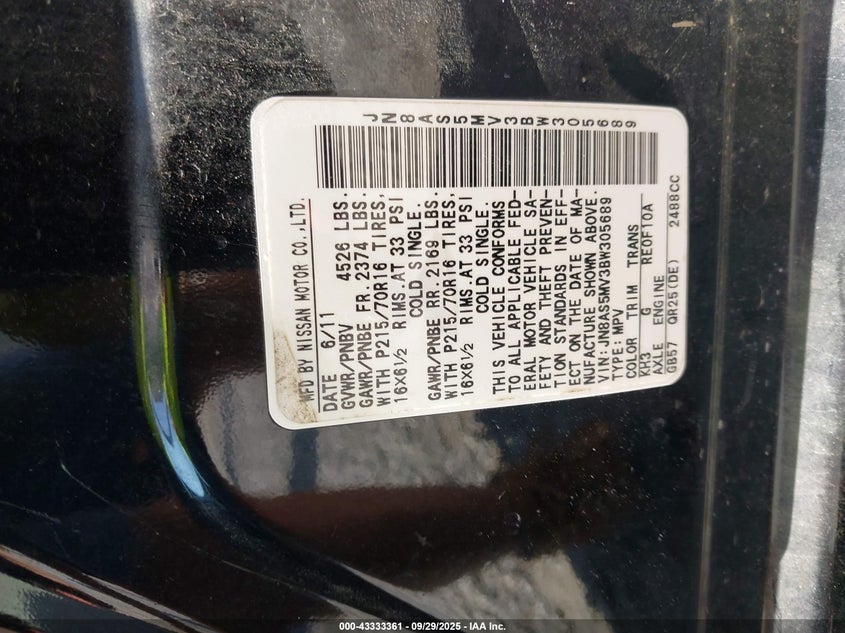 JN8AS5MV3BW305689
MFD BY NISSAN MOTOR CO.,LTD.
DATE 6/11
GVWR/PNBV 4526 LBS.
GAWR/PNBE FR.2374 LBS.
WITH P215/70R16 TIRES,
16X6½ RIMS.AT 33 PSI
COLD SINGLE.
GAWR/PNBE RR.2169 LBS.
WITH P215/70R16 TIRES,
16X6½ RIMS.AT 33 PSI
COLD SINGLE.
THIS VEHICLE CONFORMS
TO ALL APPLICABLE FED-
ERAL MOTOR VEHICLE SA-
FETY AND THEFT PREVEN-
TION STANDARDS IN EFF-
ECT ON THE DATE OF MA-
NUFACTURE SHOWN ABOVE.
VIN: JN8AS5MV3BW305689
TYPE: MPV
COLOR TRIM TRANS
KH3 G RE0F10A
AXLE ENGINE
GB57 QR25(DE) 2488CC
000-43333361 - 09/29/2025 - IAA Inc.